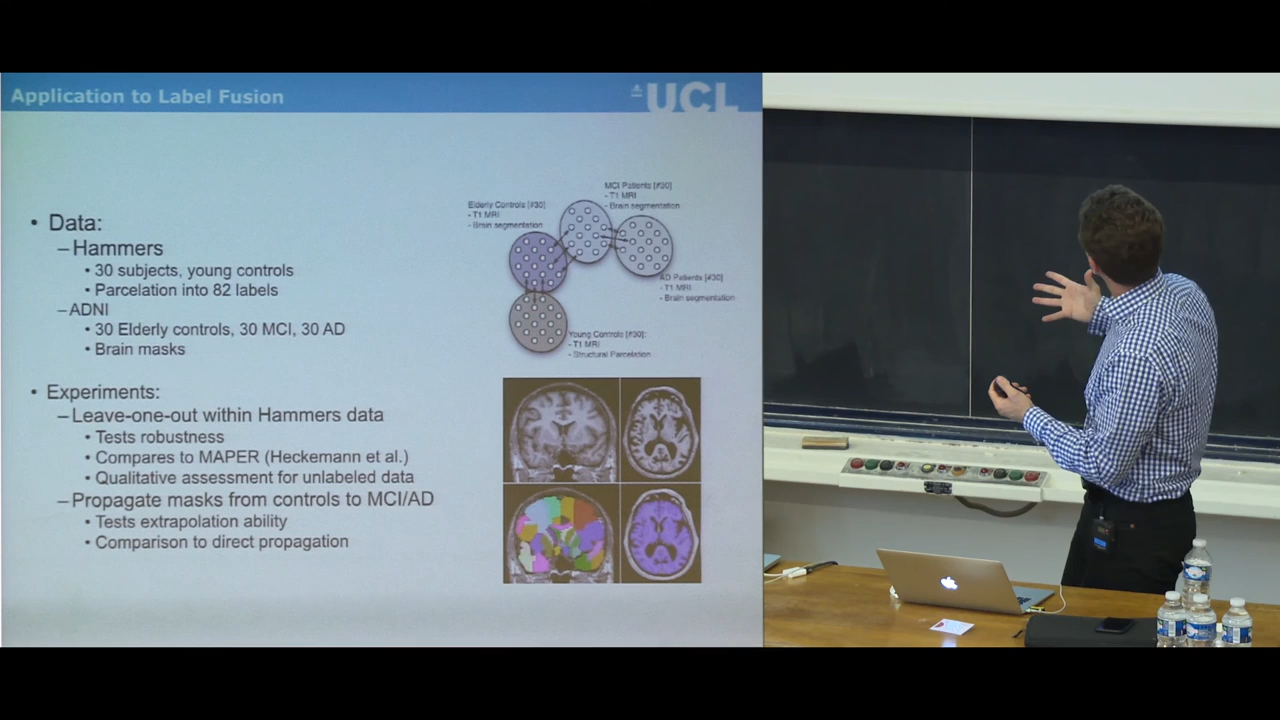 Application to Label Fusion
UCL
• Data:
–Hammers
• 30 subjects, young controls
• Parcelation into 82 labels
–ADNI
• 30 Elderly controls, 30 MCI, 30 AD
• Brain masks
• Experiments:
–Leave-one-out within Hammers data
• Tests robustness
• Compares to MAPER (Heckemann et al.)
• Qualitative assessment for unlabeled data
–Propagate masks from controls to MCI/AD
• Tests extrapolation ability
• Comparison to direct propagation
MCI Patients [#30]
- T1 MRI
- Brain segmentation
Elderly Controls [#30]
- T1 MRI
- Brain segmentation
AD Patients [#30]
- T1 MRI
- Brain segmentation
Young Controls [#30]:
- T1 MRI
- Structural Parcelation